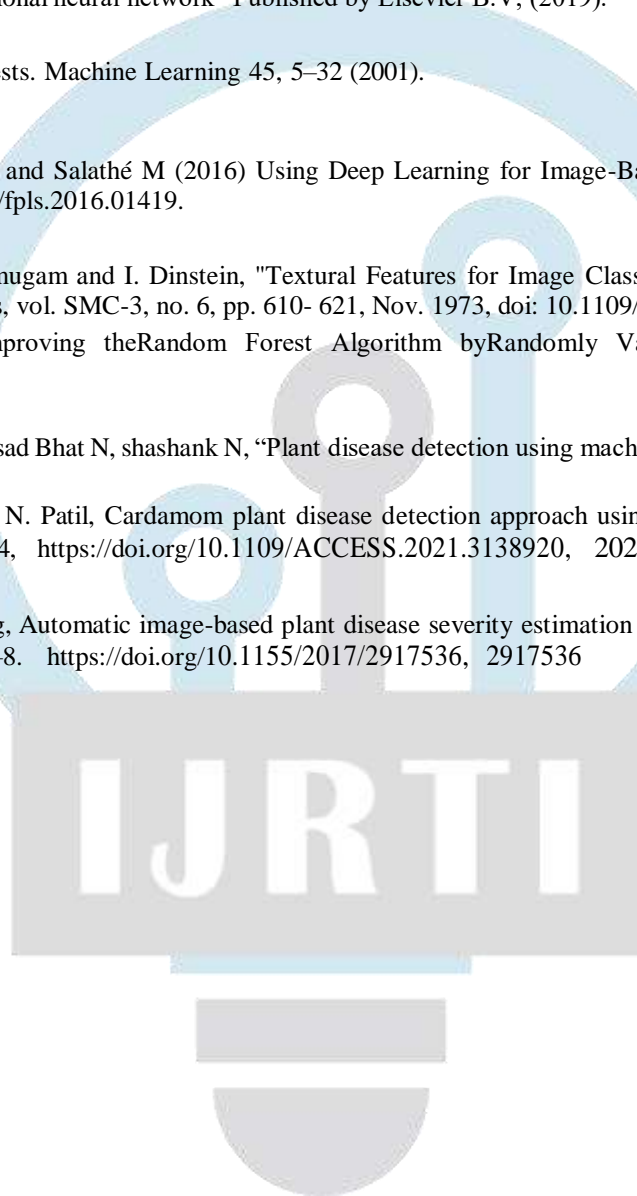 onal neural network" Published by Elsevier B.V, (2019).
ests. Machine Learning 45, 5–32 (2001).
and Salathé M (2016) Using Deep Learning for Image-Ba
/fpls.2016.01419.
mugam and I. Dinstein, "Textural Features for Image Class
s, vol. SMC-3, no. 6, pp. 610- 621, Nov. 1973, doi: 10.1109/
mproving theRandom Forest Algorithm byRandomly Va
sad Bhat N, shashank N, “Plant disease detection using mach
N. Patil, Cardamom plant disease detection approach usin
4, https://doi.org/10.1109/ACCESS.2021.3138920, 202
g, Automatic image-based plant disease severity estimation
–8. https://doi.org/10.1155/2017/2917536, 2917536
IJRTI